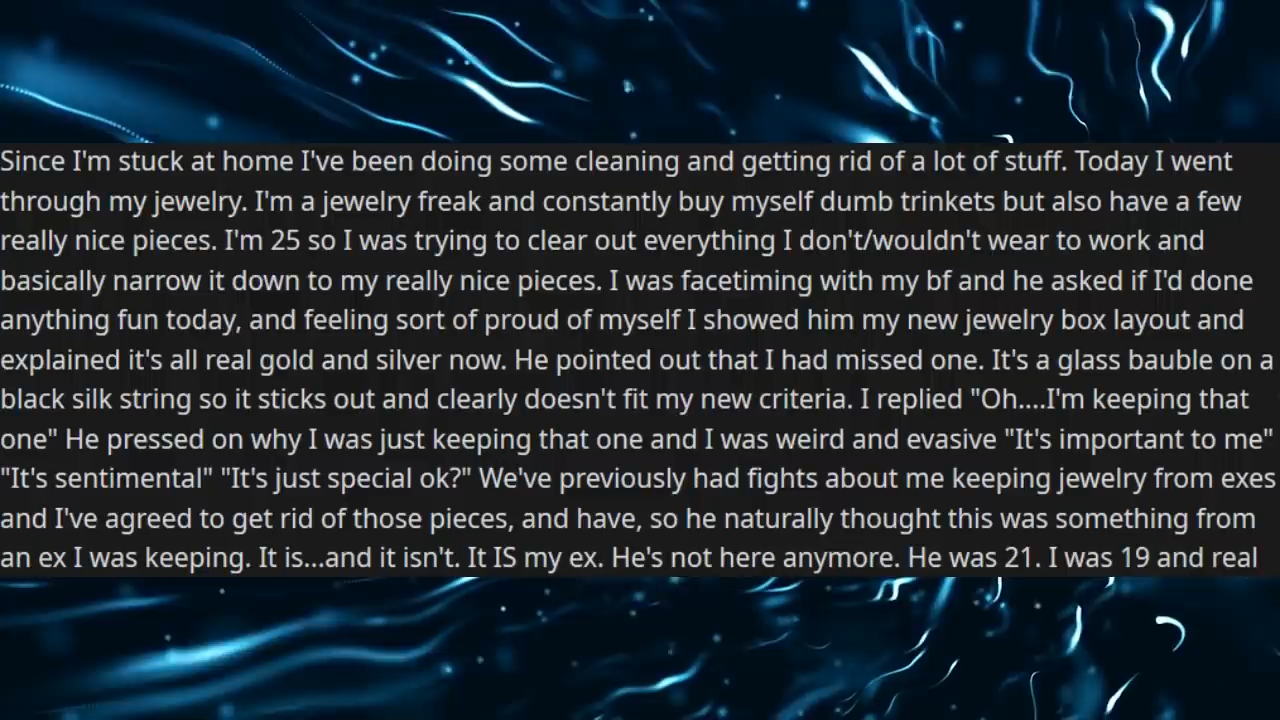 Since I'm stuck at home I've been doing some cleaning and getting rid of a lot of stuff. Today I went
through my jewelry. I'm a jewelry freak and constantly buy myself dumb trinkets but also have a few
really nice pieces. I'm 25 so I was trying to clear out everything I don't/wouldn't wear to work and
basically narrow it down to my really nice pieces. I was facetiming with my bf and he asked if I'd done
anything fun today, and feeling sort of proud of myself I showed him my new jewelry box layout and
explained it's all real gold and silver now. He pointed out that I had missed one. It's a glass bauble on a
black silk string so it sticks out and clearly doesn't fit my new criteria. I replied "Oh....I'm keeping that
one" He pressed on why I was just keeping that one and I was weird and evasive "It's important to me"
"It's sentimental" "It's just special ok?" We've previously had fights about me keeping jewelry from exes
and I've agreed to get rid of those pieces, and have, so he naturally thought this was something from
an ex I was keeping. It is...and it isn't. It IS my ex. He's not here anymore. He was 21. I was 19 and real